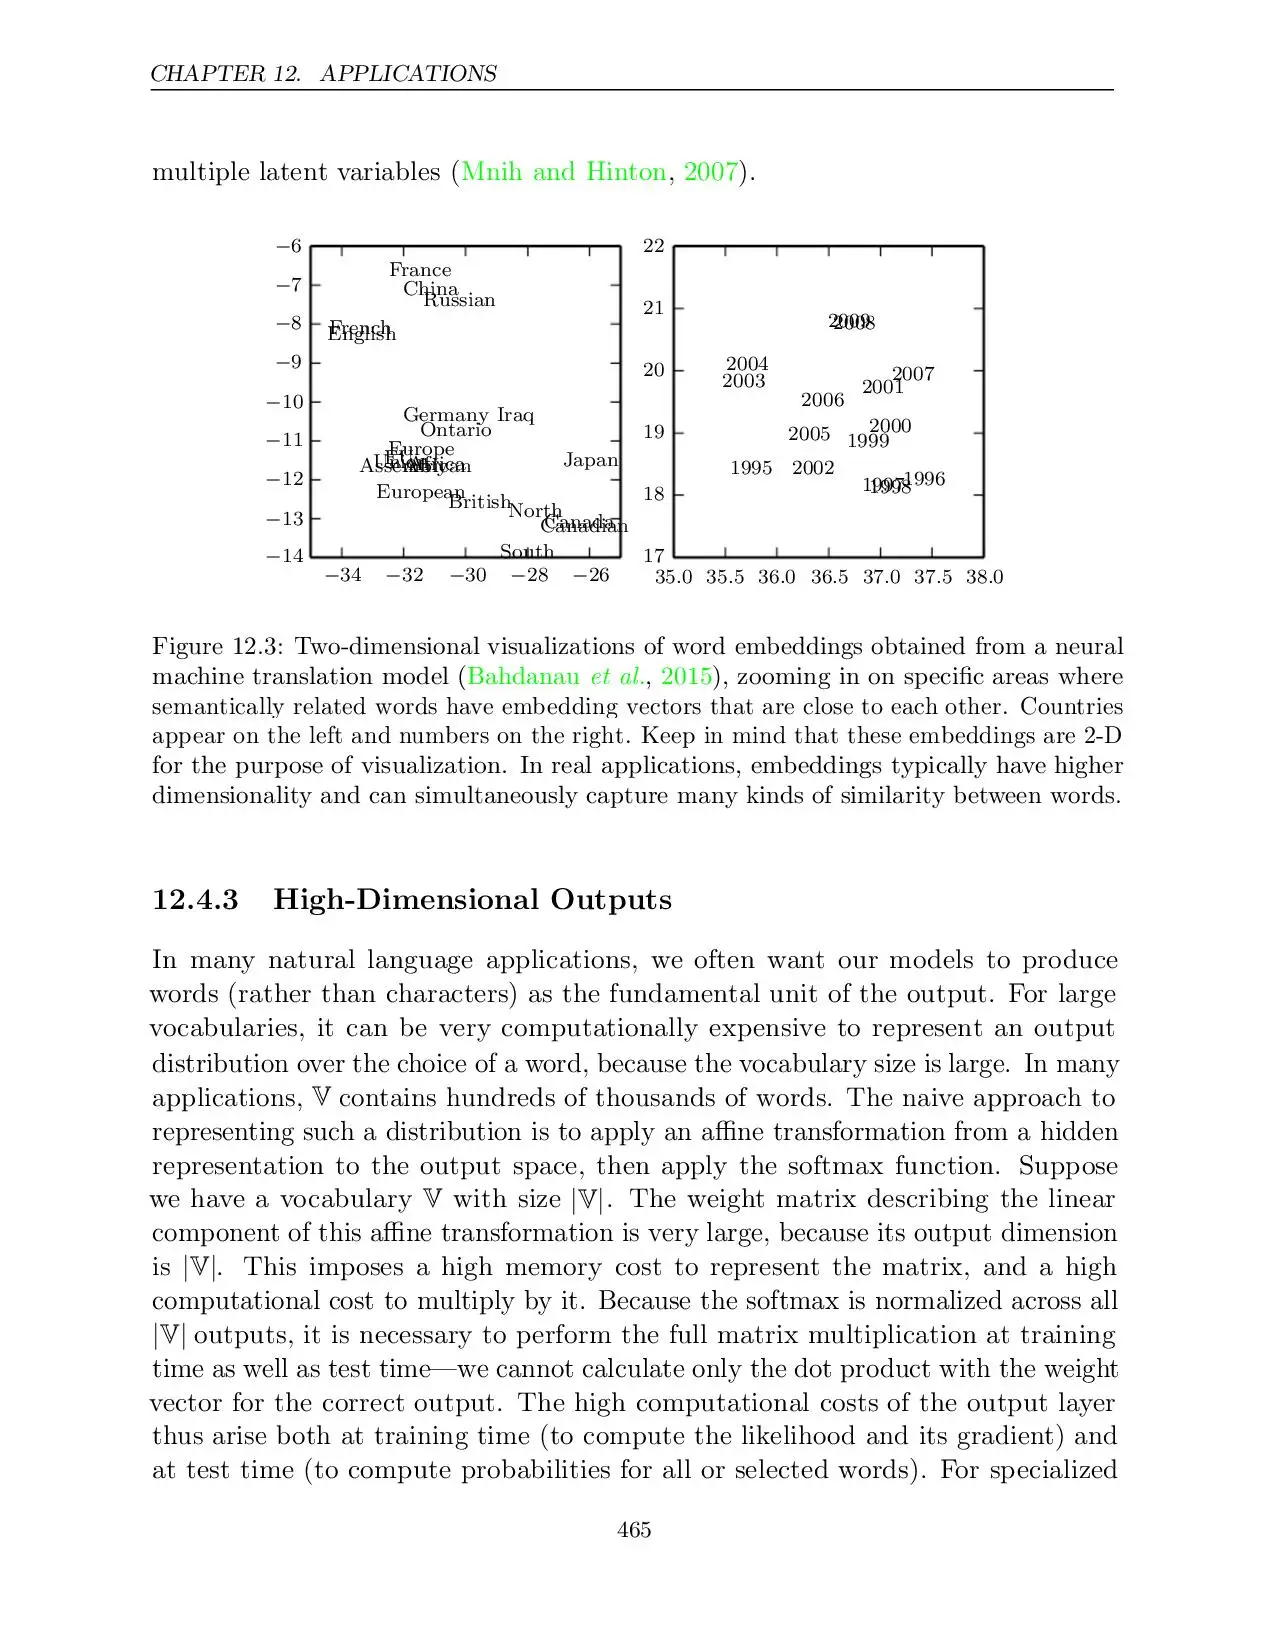 CHAPTER 12. APPLICATIONS
multiple latent variables (Mnih and Hinton, 2007).
−6
−7
−8
−9
−10
−11
−12
−13
−14
−34 −32 −30 −28 −26
France
China
Russian
French
English
Germany Iraq
Ontario
Europe
EU
Union
Africa
Assembly
African
Japan
European
British
North
Canada
Canadian
South
22
21
20
19
18
17
35.0 35.5 36.0 36.5 37.0 37.5 38.0
2009
2008
2004
2003
2007
2001
2006
2000
2005
1999
1995
2002
1996
1997
1998
Figure 12.3: Two-dimensional visualizations of word embeddings obtained from a neural
machine translation model (Bahdanau et al., 2015), zooming in on specific areas where
semantically related words have embedding vectors that are close to each other. Countries
appear on the left and numbers on the right. Keep in mind that these embeddings are 2-D
for the purpose of visualization. In real applications, embeddings typically have higher
dimensionality and can simultaneously capture many kinds of similarity between words.
12.4.3 High-Dimensional Outputs
In many natural language applications, we often want our models to produce
words (rather than characters) as the fundamental unit of the output. For large
vocabularies, it can be very computationally expensive to represent an output
distribution over the choice of a word, because the vocabulary size is large. In many
applications, 𝕍 contains hundreds of thousands of words. The naive approach to
representing such a distribution is to apply an affine transformation from a hidden
representation to the output space, then apply the softmax function. Suppose
we have a vocabulary 𝕍 with size |𝕍|. The weight matrix describing the linear
component of this affine transformation is very large, because its output dimension
is |𝕍|. This imposes a high memory cost to represent the matrix, and a high
computational cost to multiply by it. Because the softmax is normalized across all
|𝕍| outputs, it is necessary to perform the full matrix multiplication at training
time as well as test time—we cannot calculate only the dot product with the weight
vector for the correct output. The high computational costs of the output layer
thus arise both at training time (to compute the likelihood and its gradient) and
at test time (to compute probabilities for all or selected words). For specialized
465